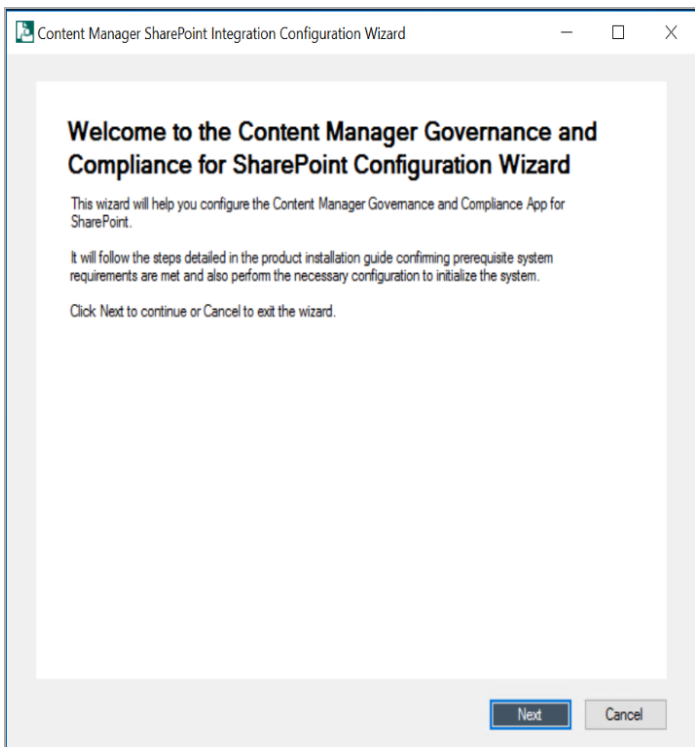 Content Manager SharePoint Integration Configuration Wizard
Welcome to the Content Manager Governance and
Compliance for SharePoint Configuration Wizard
This wizard will help you configure the Content Manager Governance and Compliance App for
SharePoint.
It will follow the steps detailed in the product installation guide confirming prerequisite system
requirements are met and also perform the necessary configuration to initialize the system.
Click Next to continue or Cancel to exit the wizard.
Next
Cancel